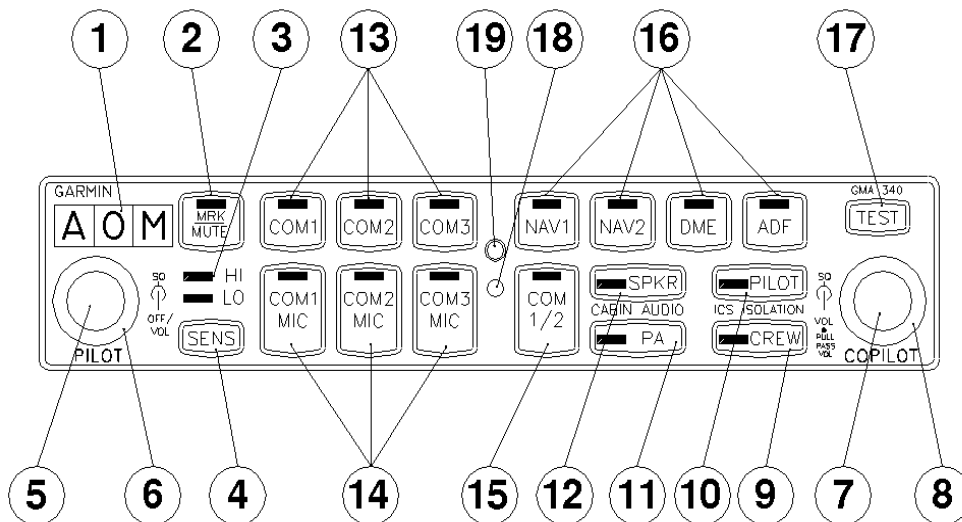 1 2 3 13 19 18 16 17
GARMIN
GMA 340
A O M
MRK
MUTE
COM1 COM2 COM3
NAV1 NAV2 DME ADF
TEST
SQ
OFF/
VOL
PILOT
HI
LO
SENS
COM1
MIC
COM2
MIC
COM3
MIC
COM
1/2
SPKR
CABIN AUDIO
PA
PILOT
ICS ISOLATION
CREW
SQ
VOL
PULL
PASS
VOL
COPILOT
5 6 4 14 15 12 11 10 9 7 8